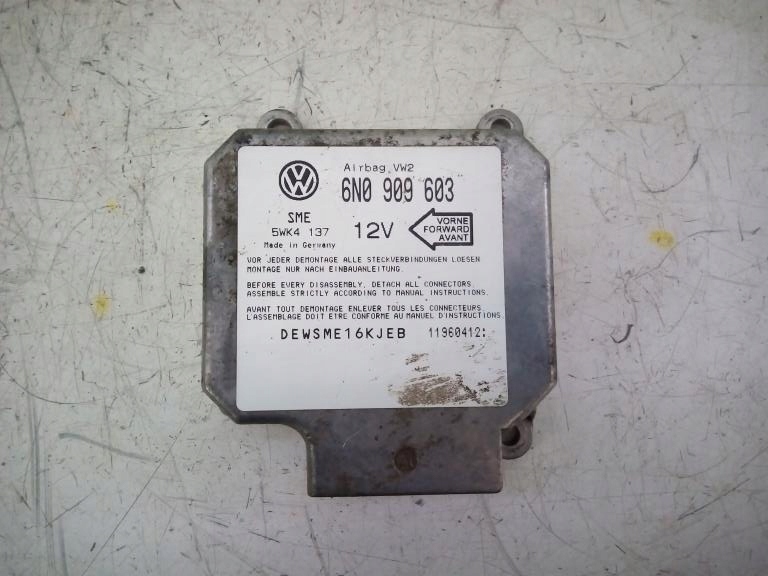 Airbag VW2
6N0 909 603
SME
5WK4 137
12V
VORNE
FORWARD
AVANT
Made in Germany
VOR JEDER DEMONTAGE ALLE STECKVERBINDUNGEN LOESEN
MONTAGE NUR NACH EINBAUANLEITUNG.
BEFORE EVERY DISASSEMBLY, DETACH ALL CONNECTORS.
ASSEMBLE STRICTLY ACCORDING TO MANUAL INSTRUCTIONS.
AVANT TOUT DEMONTAGE ENLEVER TOUS LES CONNECTEURS.
L'ASSEMBLAGE DOIT ETRE CONFORME AU MANUEL D'INSTRUCTIONS.
DEWSME16KJEB 11960412: